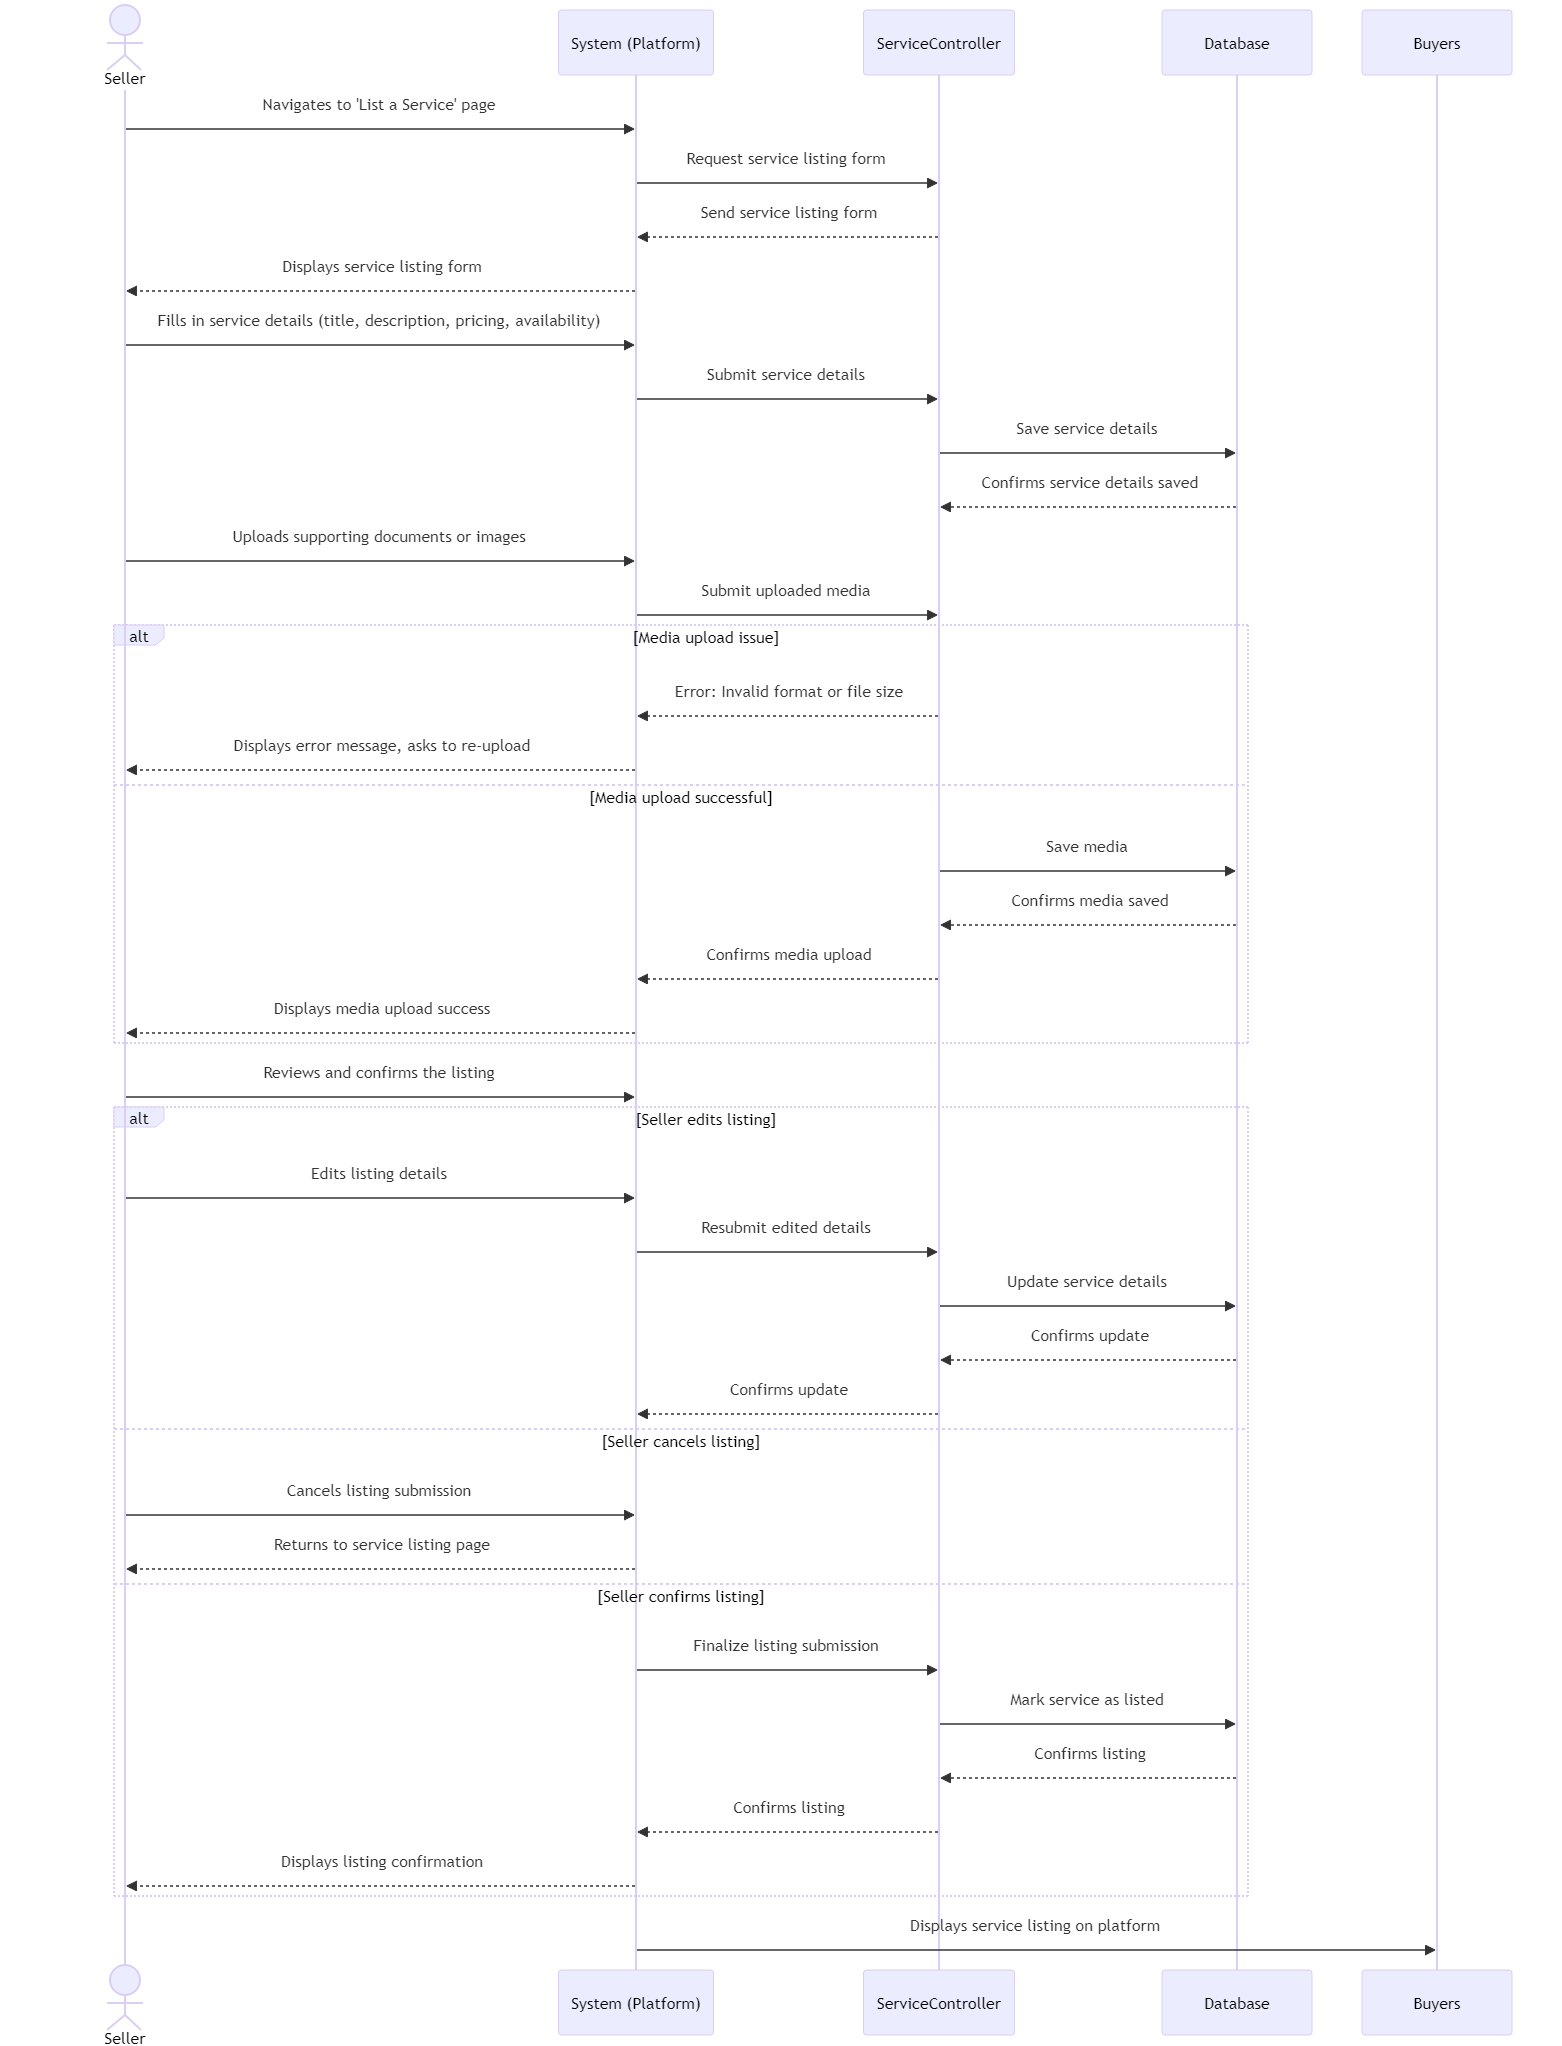 Seller
System (Platform)
ServiceController
Database
Buyers
Navigates to 'List a Service' page
Request service listing form
Send service listing form
Displays service listing form
Fills in service details (title, description, pricing, availability)
Submit service details
Save service details
Confirms service details saved
Uploads supporting documents or images
Submit uploaded media
alt
[Media upload issue]
Error: Invalid format or file size
Displays error message, asks to re-upload
[Media upload successful]
Save media
Confirms media saved
Confirms media upload
Displays media upload success
Reviews and confirms the listing
alt
[Seller edits listing]
Edits listing details
Resubmit edited details
Update service details
Confirms update
Confirms update
[Seller cancels listing]
Cancels listing submission
Returns to service listing page
[Seller confirms listing]
Finalize listing submission
Mark service as listed
Confirms listing
Confirms listing
Displays listing confirmation
Displays service listing on platform
Seller
System (Platform)
ServiceController
Database
Buyers